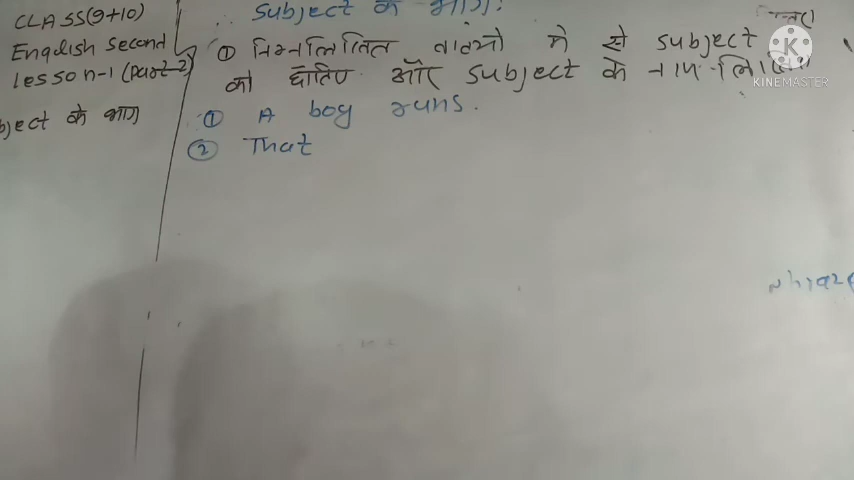 CLASS(9+10)
English second
lesson-1 (part-2)
ject के भाग
subject के भाग:
① निम्नलिखित वाक्यों मे से subject
को छाँटिए और subject के नाम लिखिए
① A boy runs.
② That
KINEMASTER